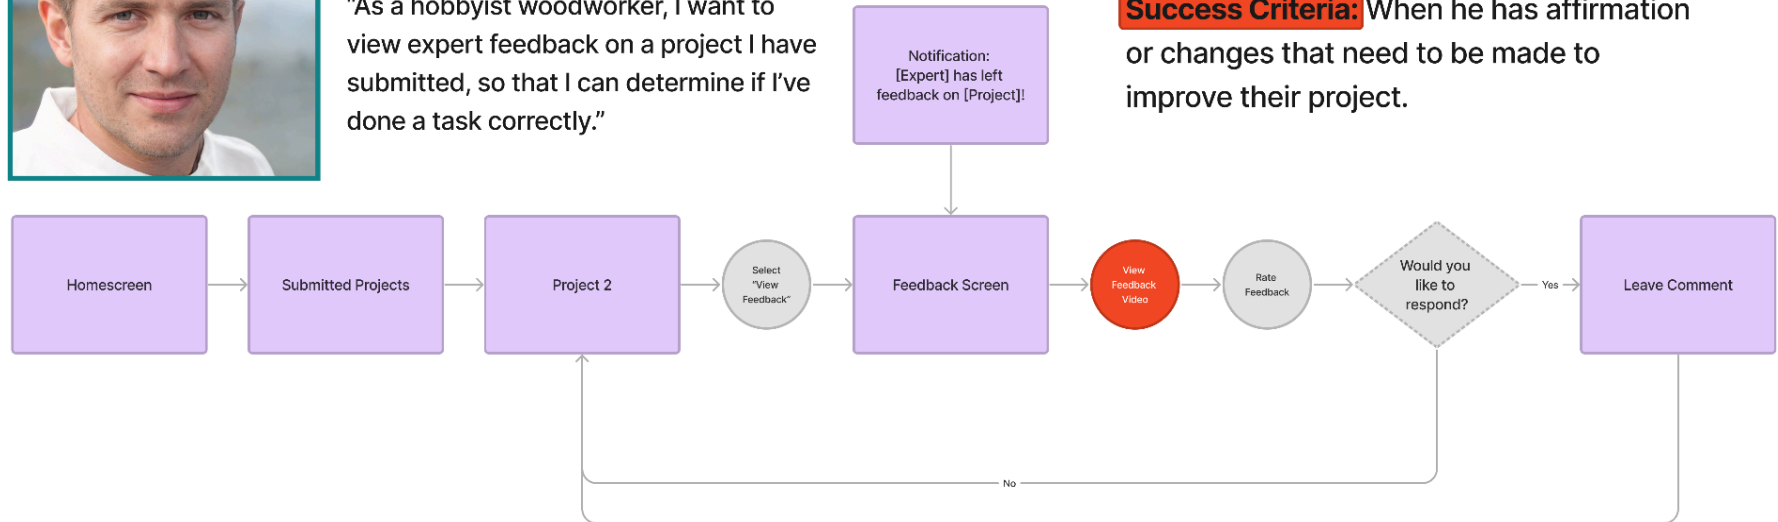 “As a hobbyist woodworker, I want to
view expert feedback on a project I have
submitted, so that I can determine if I’ve
done a task correctly.”
Notification:
[Expert] has left
feedback on [Project]!
Success Criteria: When he has affirmation
or changes that need to be made to
improve their project.
Homescreen
Submitted Projects
Project 2
Select
“View
Feedback”
Feedback Screen
View
Feedback
Video
Rate
Feedback
Would you
like to
respond?
Yes
Leave Comment
No